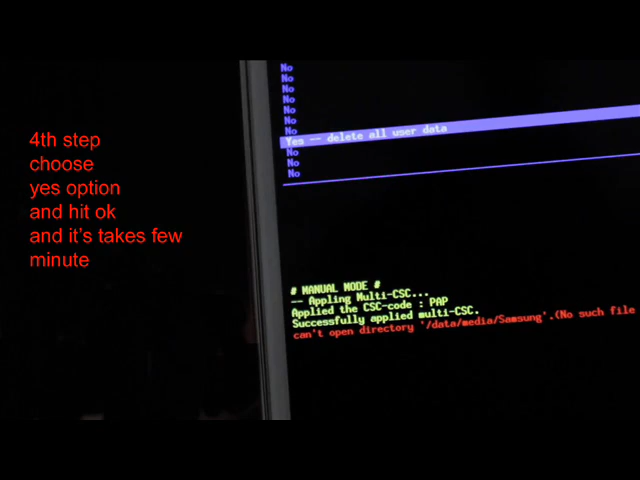 No
No
No
No
No
No
No
Yes -- delete all user data
No
No
No
4th step
choose
yes option
and hit ok
and it's takes few
minute
# MANUAL MODE #
-- Appling Multi-CSC...
Applied the CSC-code : PAP
Successfully applied multi-CSC.
can't open directory '/data/media/Samsung'.(No such file